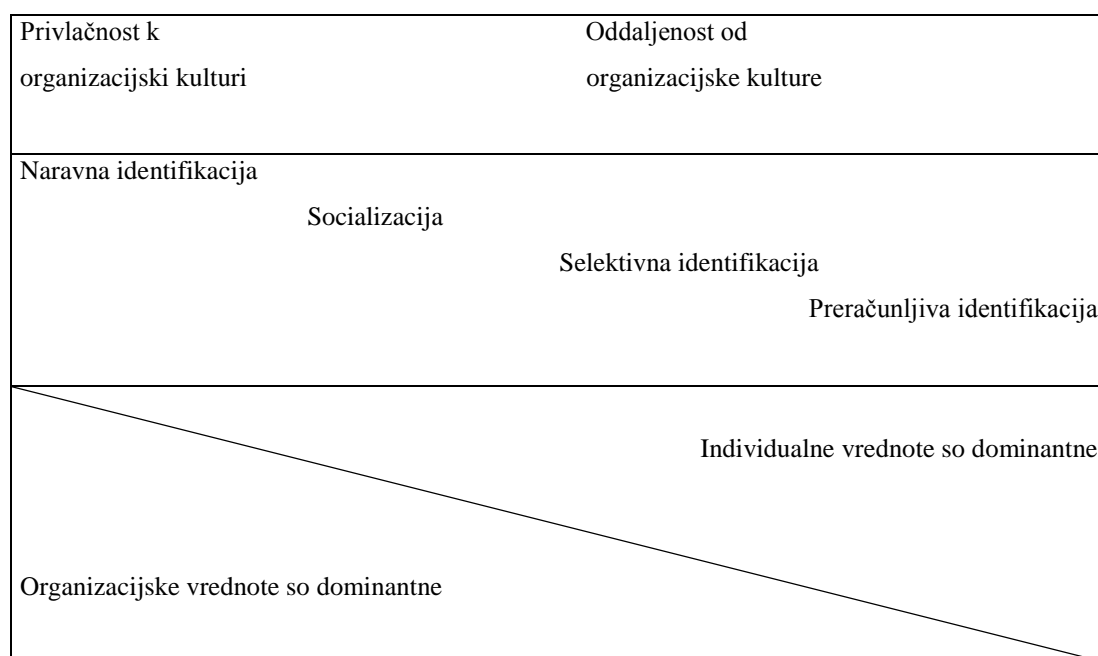 Privlačnost k
organizacijski kulturi
Oddaljenost od
organizacijske kulture
Naravna identifikacija
Socializacija
Selektivna identifikacija
Preračunljiva identifikacija
Individualne vrednote so dominantne
Organizacijske vrednote so dominantne